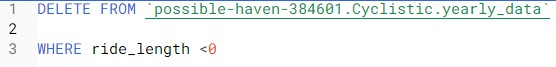 1 DELETE FROM `possible-haven-384601.Cyclistic.yearly_data`
2
3 WHERE ride_length <0